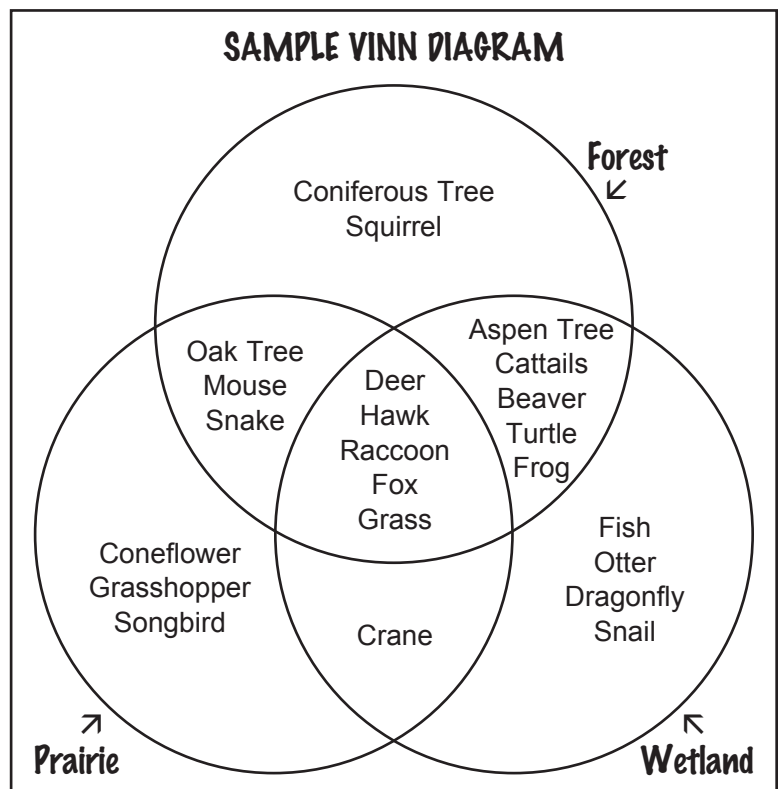 SAMPLE VINN DIAGRAM
Forest
Coniferous Tree
Squirrel
Oak Tree
Mouse
Snake
Deer
Hawk
Raccoon
Fox
Grass
Aspen Tree
Cattails
Beaver
Turtle
Frog
Coneflower
Grasshopper
Songbird
Crane
Fish
Otter
Dragonfly
Snail
Prairie
Wetland